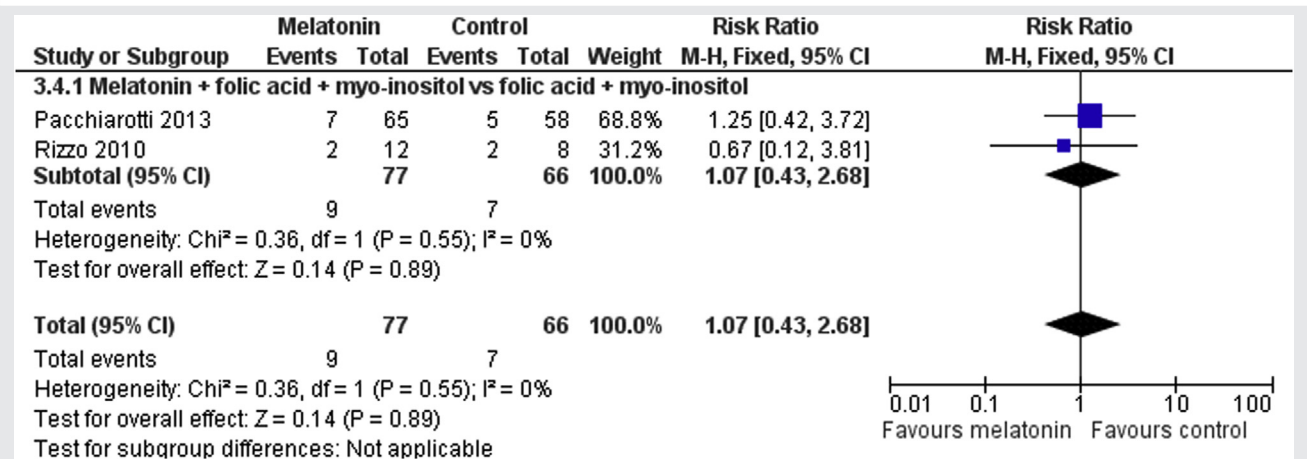 Melatonin Control Risk Ratio Risk Ratio
Study or Subgroup Events Total Events Total Weight M-H, Fixed, 95% CI M-H, Fixed, 95% CI
3.4.1 Melatonin + folic acid + myo-inositol vs folic acid + myo-inositol
Pacchiarotti 2013 7 65 5 58 68.8% 1.25 [0.42, 3.72]
Rizzo 2010 2 12 2 8 31.2% 0.67 [0.12, 3.81]
Subtotal (95% CI) 77 66 100.0% 1.07 [0.43, 2.68]
Total events 9 7
Heterogeneity: Chi² = 0.36, df = 1 (P = 0.55); I² = 0%
Test for overall effect: Z = 0.14 (P = 0.89)
Total (95% CI) 77 66 100.0% 1.07 [0.43, 2.68]
Total events 9 7
Heterogeneity: Chi² = 0.36, df = 1 (P = 0.55); I² = 0%
Test for overall effect: Z = 0.14 (P = 0.89)
Test for subgroup differences: Not applicable
0.01 0.1 1 10 100
Favours melatonin Favours control